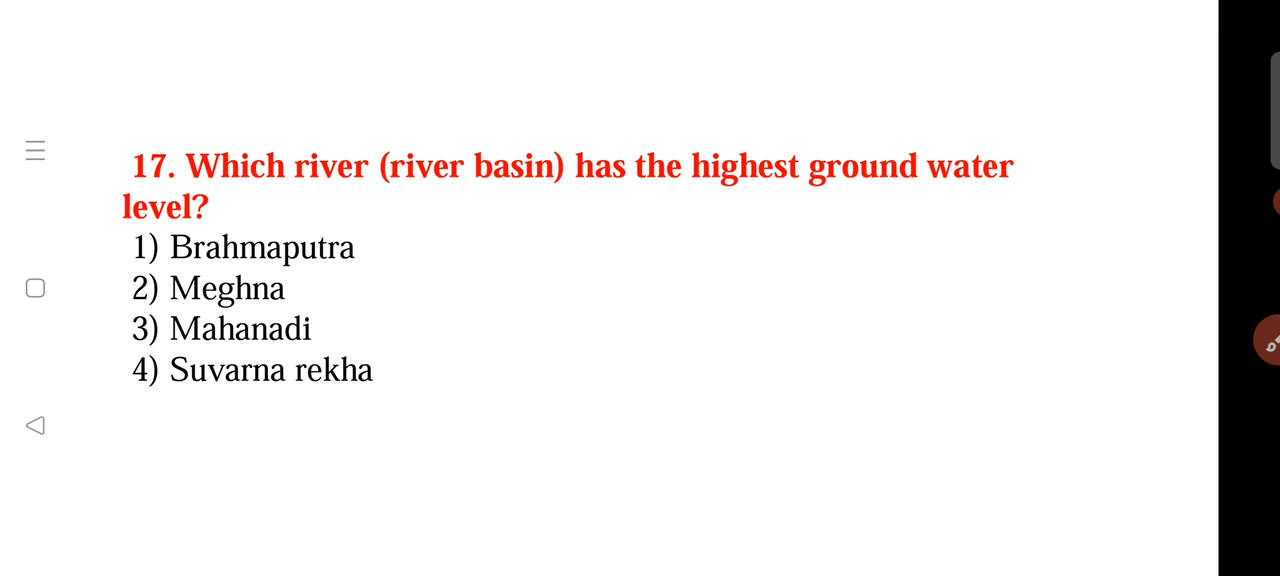 17. Which river (river basin) has the highest ground water
level?
1) Brahmaputra
2) Meghna
3) Mahanadi
4) Suvarna rekha